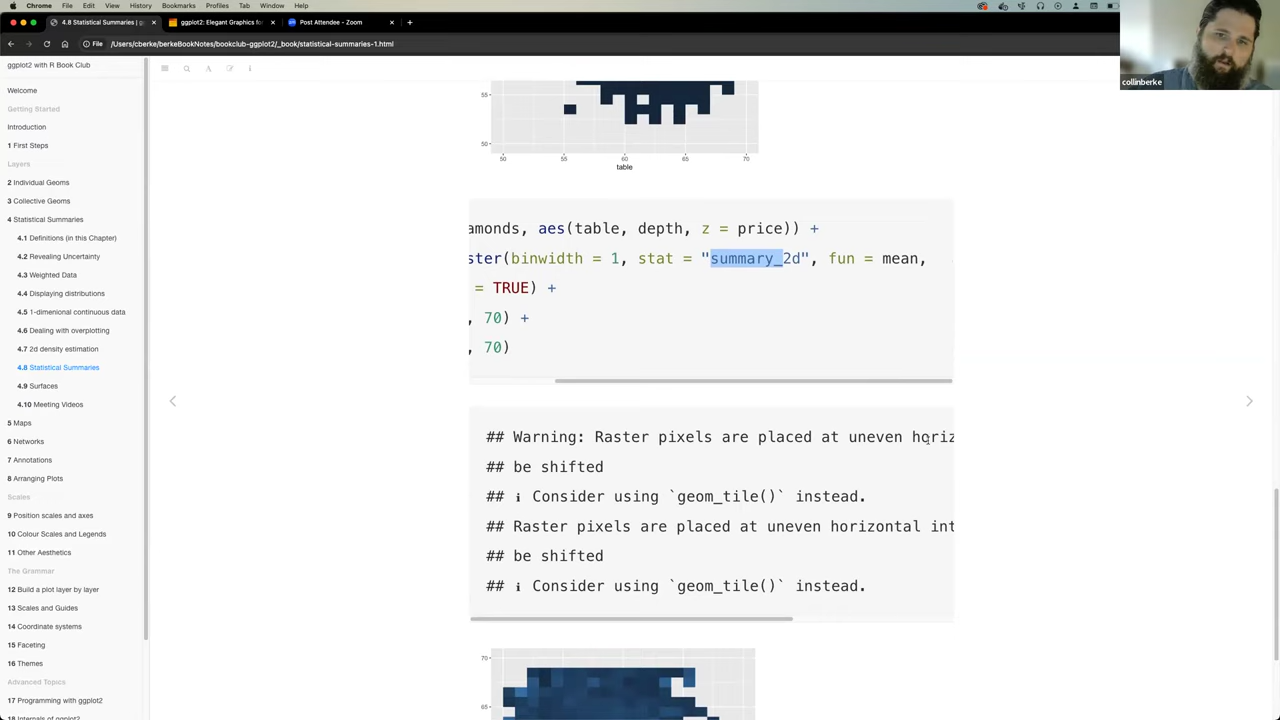 Chrome File Edit View History Bookmarks Profiles Tab Window Help
4.8 Statistical Summaries | g
ggplot2: Elegant Graphics fo
Post Attendee - Zoom
File /Users/cberke/berkeBookNotes/bookclub-ggplot2/_book/statistical-summaries-1.html
collinberke
ggplot2 with R Book Club
Welcome
Getting Started
Introduction
1 First Steps
Layers
2 Individual Geoms
3 Collective Geoms
4 Statistical Summaries
4.1 Definitions (in this Chapter)
4.2 Revealing Uncertainty
4.3 Weighted Data
4.4 Displaying distributions
4.5 1-dimenional continuous data
4.6 Dealing with overplotting
4.7 2d density estimation
4.8 Statistical Summaries
4.9 Surfaces
4.10 Meeting Videos
5 Maps
6 Networks
7 Annotations
8 Arranging Plots
Scales
9 Position scales and axes
10 Colour Scales and Legends
11 Other Aesthetics
The Grammar
12 Build a plot layer by layer
13 Scales and Guides
14 Coordinate systems
15 Faceting
16 Themes
Advanced Topics
17 Programming with ggplot2
18 Internals of ggplot2
55
50
50 55 60 65 70
table
amonds, aes(table, depth, z = price)) +
ster(binwidth = 1, stat = "summary_2d", fun = mean,
= TRUE) +
, 70) +
, 70)
## Warning: Raster pixels are placed at uneven horiz
## be shifted
## ℹ Consider using `geom_tile()` instead.
## Raster pixels are placed at uneven horizontal int
## be shifted
## ℹ Consider using `geom_tile()` instead.
70
65